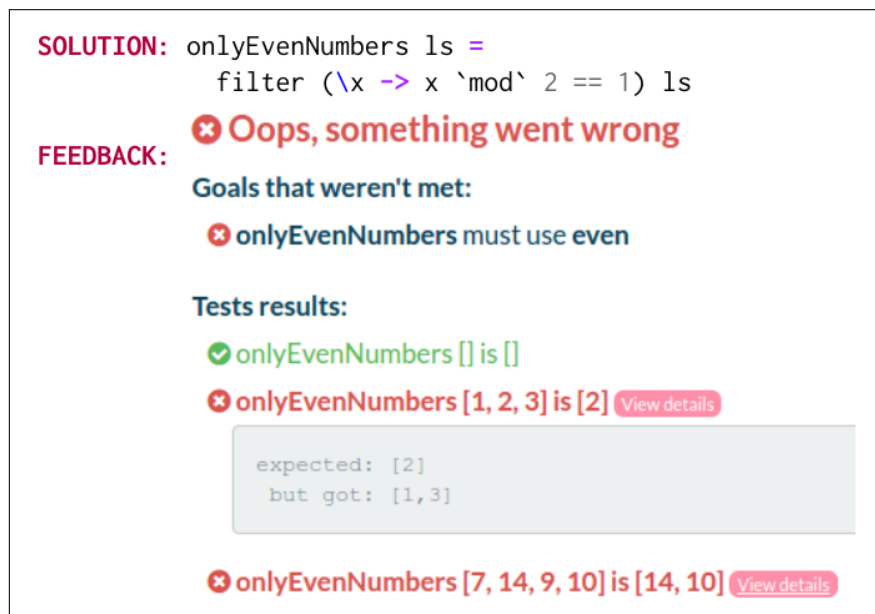 SOLUTION: onlyEvenNumbers ls =
filter (\x -> x `mod` 2 == 1) ls
Oops, something went wrong
FEEDBACK:
Goals that weren't met:
onlyEvenNumbers must use even
Tests results:
onlyEvenNumbers [] is []
onlyEvenNumbers [1, 2, 3] is [2] View details
expected: [2]
but got: [1,3]
onlyEvenNumbers [7, 14, 9, 10] is [14, 10] View details